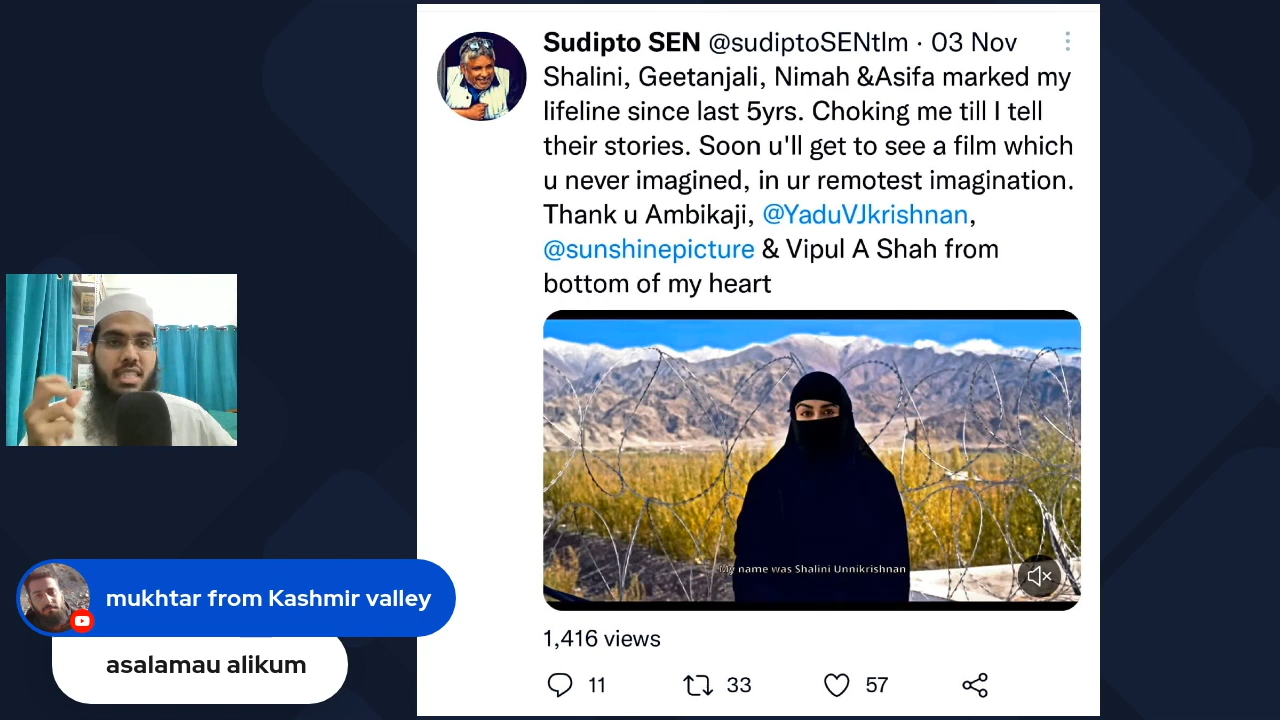 Sudipto SEN @sudiptoSENtlm · 03 Nov
Shalini, Geetanjali, Nimah &Asifa marked my
lifeline since last 5yrs. Choking me till I tell
their stories. Soon u'll get to see a film which
u never imagined, in ur remotest imagination.
Thank u Ambikaji, @YaduVJkrishnan,
@sunshinepicture & Vipul A Shah from
bottom of my heart
My name was Shalini Unnikrishnan
1,416 views
11 33 57
mukhtar from Kashmir valley
asalamau alikum